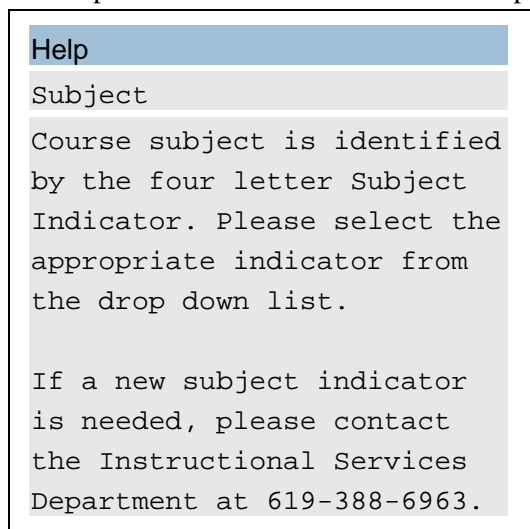 Help
Subject
Course subject is identified
by the four letter Subject
Indicator. Please select the
appropriate indicator from
the drop down list.
If a new subject indicator
is needed, please contact
the Instructional Services
Department at 619-388-6963.